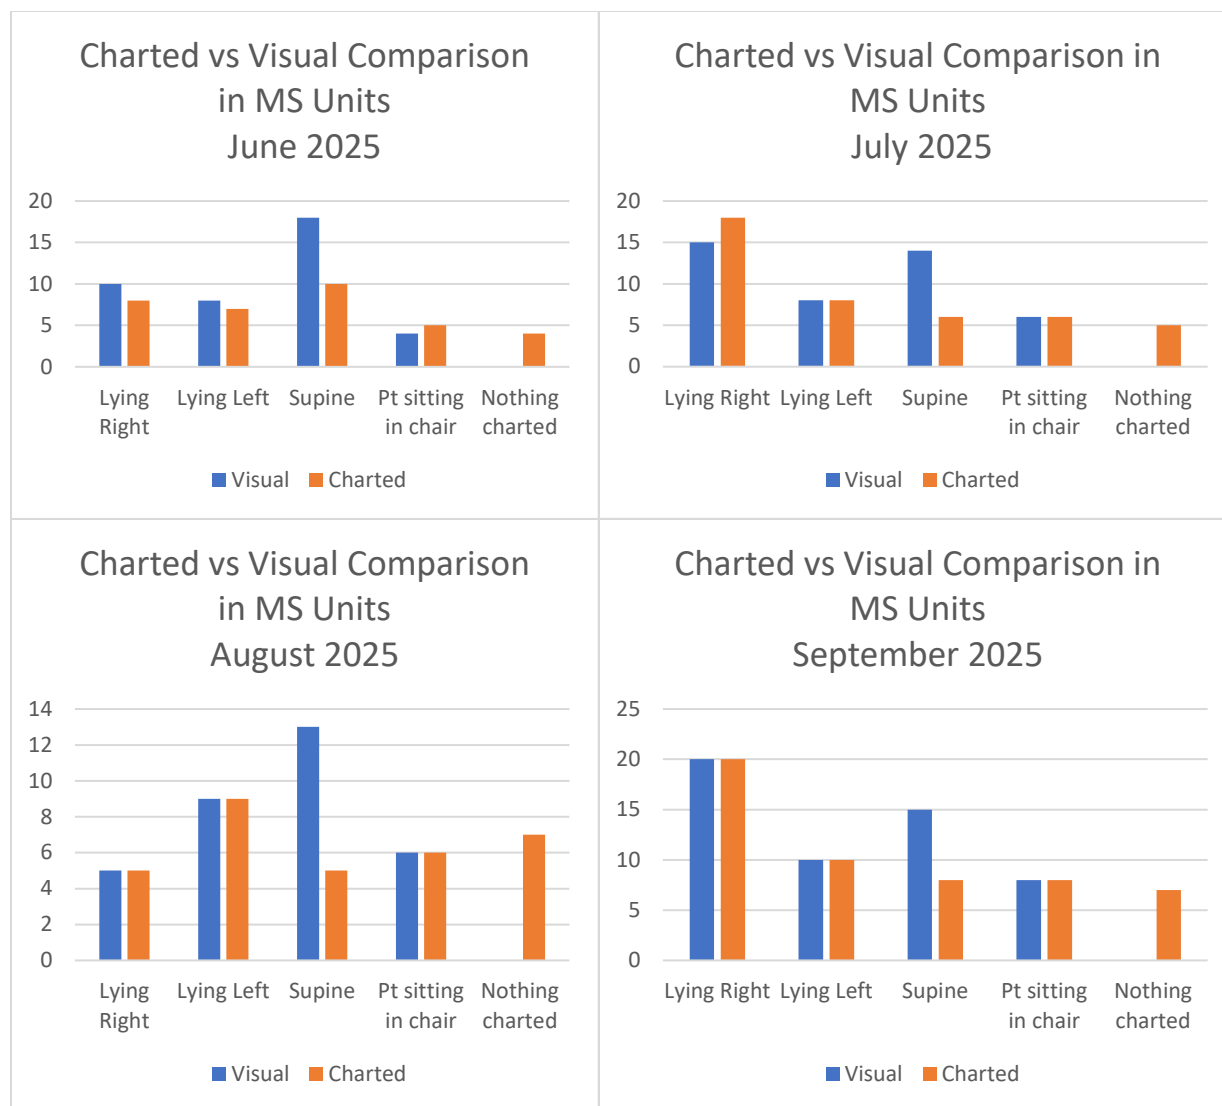 Charted vs Visual Comparison
in MS Units
June 2025
20
15
10
5
0
Lying Right
Lying Left
Supine
Pt sitting in chair
Nothing charted
Visual
Charted
Charted vs Visual Comparison in
MS Units
July 2025
20
15
10
5
0
Lying Right
Lying Left
Supine
Pt sitting in chair
Nothing charted
Visual
Charted
Charted vs Visual Comparison
in MS Units
August 2025
14
12
10
8
6
4
2
0
Lying Right
Lying Left
Supine
Pt sitting in chair
Nothing charted
Visual
Charted
Charted vs Visual Comparison in
MS Units
September 2025
25
20
15
10
5
0
Lying Right
Lying Left
Supine
Pt sitting in chair
Nothing charted
Visual
Charted